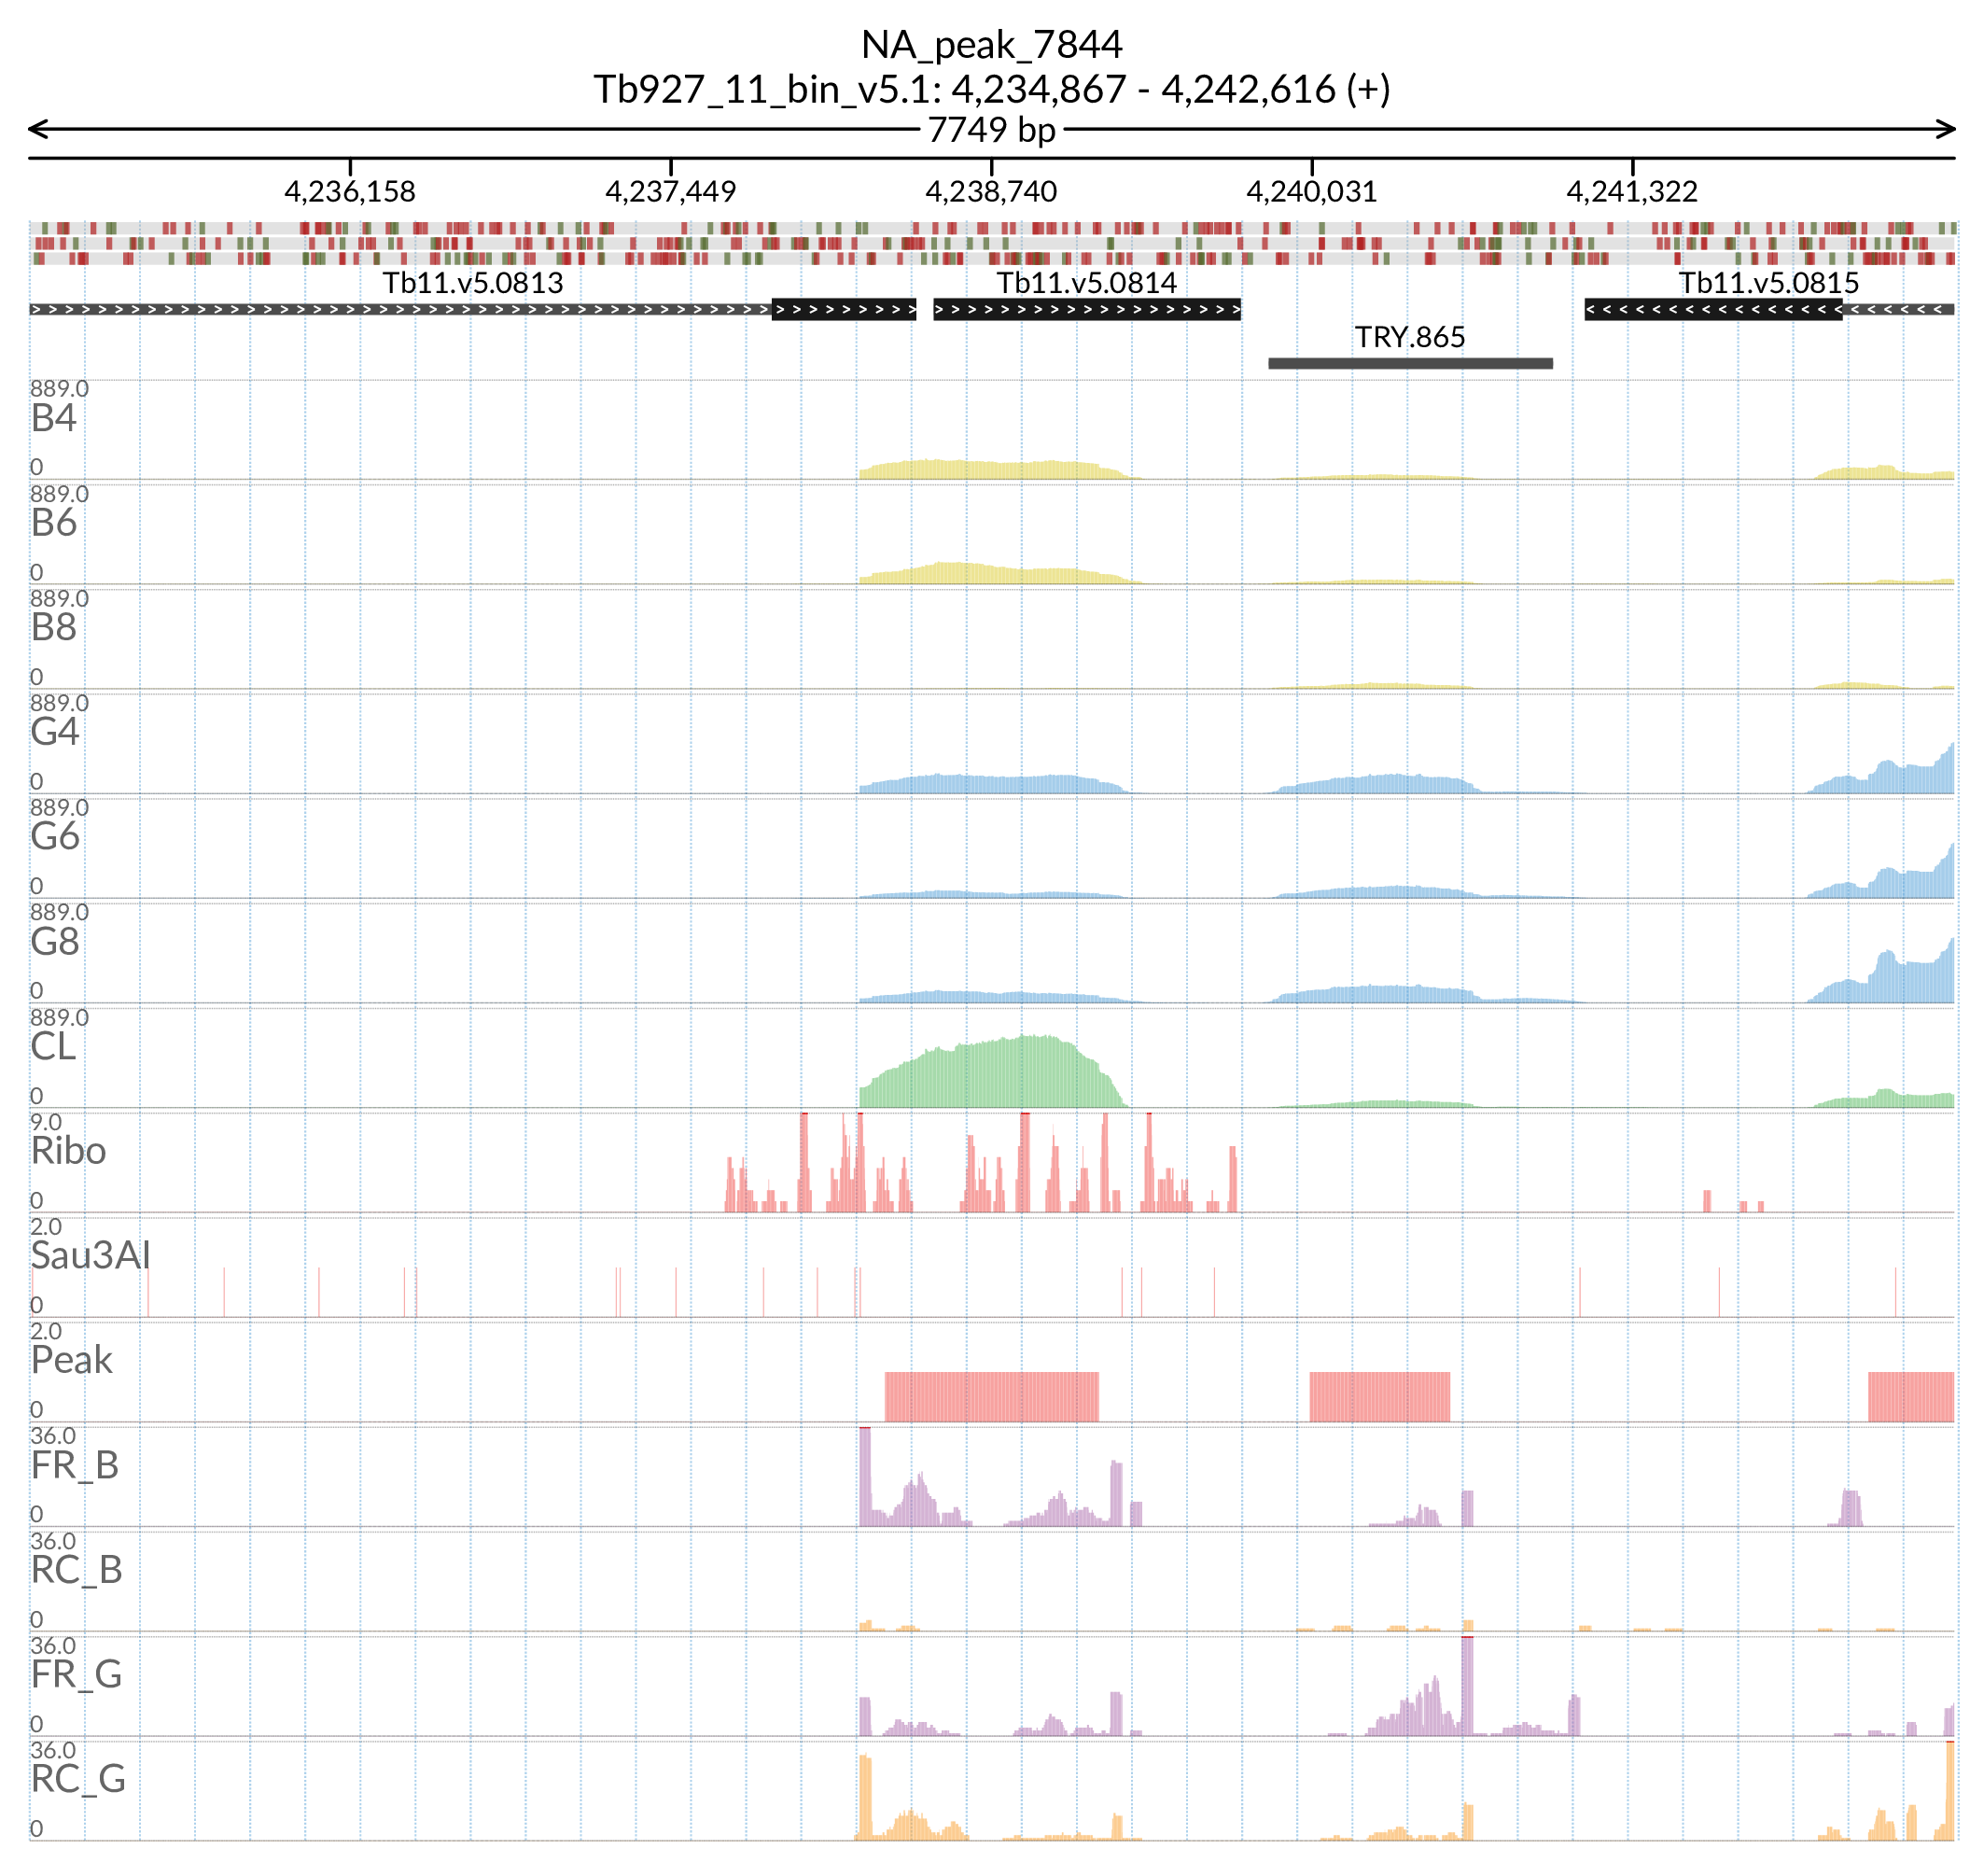 NA_peak_7844
Tb927_11_bin_v5.1: 4,234,867 - 4,242,616 (+)
7749 bp
4,236,158 4,237,449 4,238,740 4,240,031 4,241,322
Tb11.v5.0813 Tb11.v5.0814 Tb11.v5.0815
TRY.865
889.0
B4
0
889.0
B6
0
889.0
B8
0
889.0
G4
0
889.0
G6
0
889.0
G8
0
889.0
CL
0
9.0
Ribo
0
2.0
Sau3AI
0
2.0
Peak
0
36.0
FR_B
0
36.0
RC_B
0
36.0
FR_G
0
36.0
RC_G
0